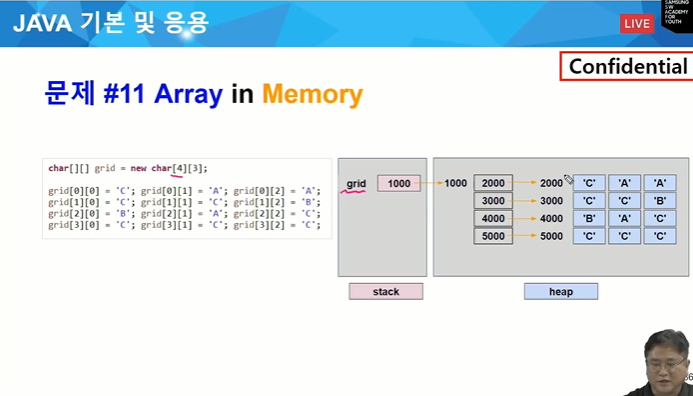 JAVA 기본 및 응용
LIVE
SAMSUNG
SW
ACADEMY
FOR
YOUTH
Confidential
문제 #11 Array in Memory
char[][] grid = new char[4][3];
grid[0][0] = 'C'; grid[0][1] = 'A'; grid[0][2] = 'A';
grid[1][0] = 'C'; grid[1][1] = 'C'; grid[1][2] = 'B';
grid[2][0] = 'B'; grid[2][1] = 'A'; grid[2][2] = 'C';
grid[3][0] = 'C'; grid[3][1] = 'C'; grid[3][2] = 'C';
grid 1000 1000 2000 2000 'C' 'A' 'A'
3000 3000 'C' 'C' 'B'
4000 4000 'B' 'A' 'C'
5000 5000 'C' 'C' 'C'
stack heap